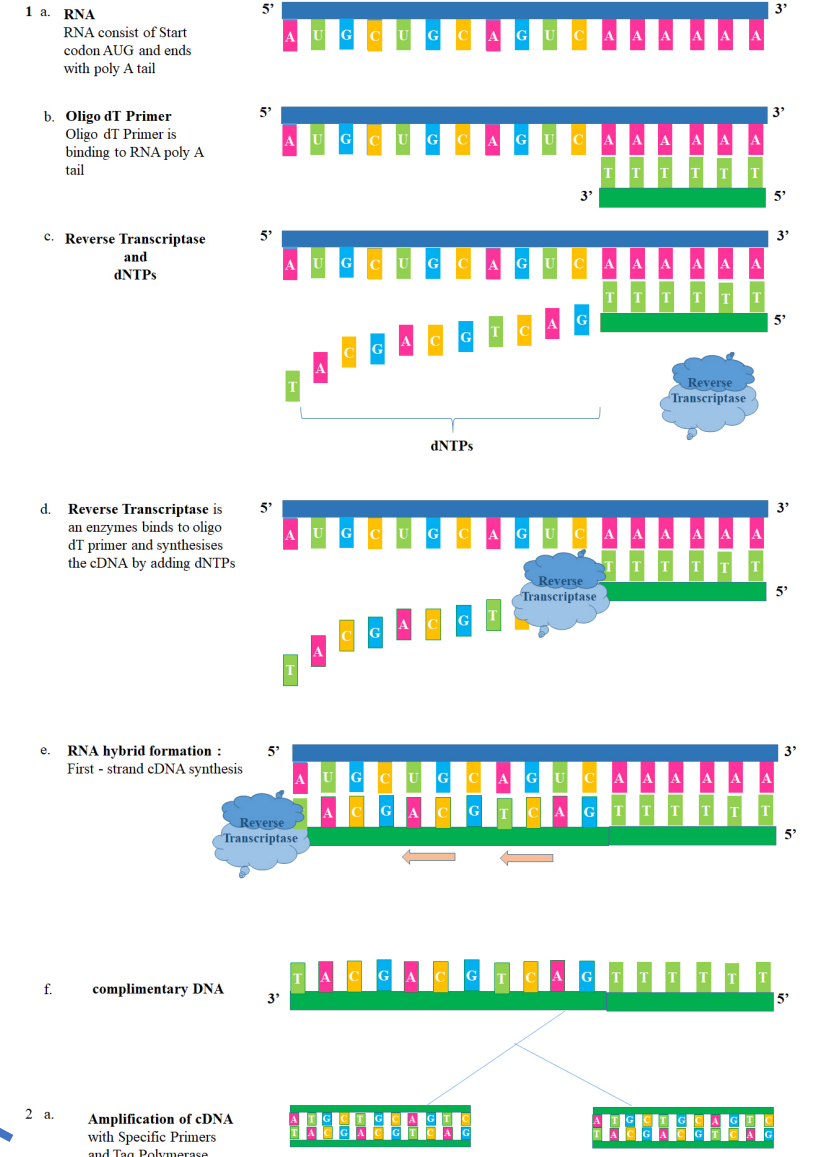 1 a. RNA
RNA consist of Start
codon AUG and ends
with poly A tail
5’ 3’
A U G C U G C A G U C A A A A A A
b. Oligo dT Primer
Oligo dT Primer is
binding to RNA poly A
tail
5’ 3’
A U G C U G C A G U C A A A A A A
T T T T T T
3’ 5’
c. Reverse Transcriptase
and
dNTPs
5’ 3’
A U G C U G C A G U C A A A A A A
T T T T T T
5’
T A C G A C G T C A G
Reverse
Transcriptase
dNTPs
d. Reverse Transcriptase is
an enzymes binds to oligo
dT primer and synthesises
the cDNA by adding dNTPs
5’ 3’
A U G C U G C A G U C A A A A A A
T T T T T T
5’
Reverse
Transcriptase
T A C G A C G T
e. RNA hybrid formation :
First - strand cDNA synthesis
5’ 3’
A U G C U G C A G U C A A A A A A
A C G A C G T C A G T T T T T T
5’
Reverse
Transcriptase
f. complimentary DNA
T A C G A C G T C A G T T T T T T
3’ 5’
2 a. Amplification of cDNA
with Specific Primers
and Taq Polymerase
A T G C T G C A G T C
T A C G A C G T C A G
A T G C T G C A G T C
T A C G A C G T C A G